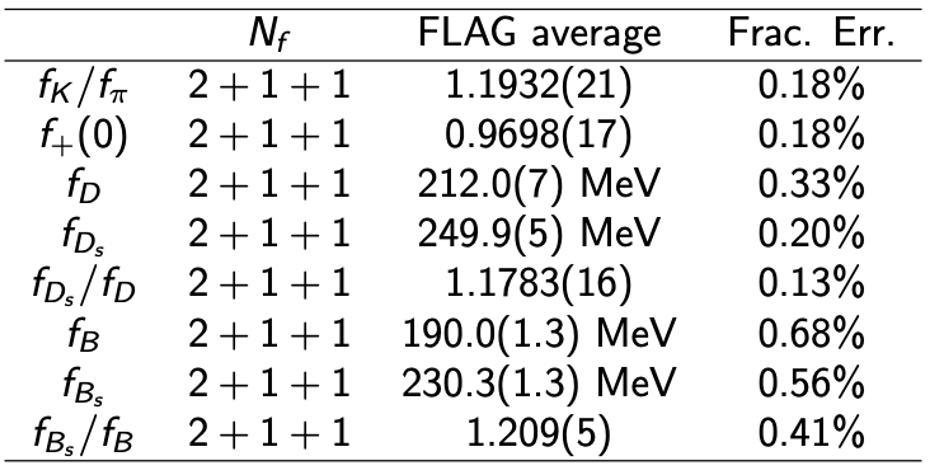 N_f FLAG average Frac. Err.
f_K/f_π 2 + 1 + 1 1.1932(21) 0.18%
f_+(0) 2 + 1 + 1 0.9698(17) 0.18%
f_D 2 + 1 + 1 212.0(7) MeV 0.33%
f_{D_s} 2 + 1 + 1 249.9(5) MeV 0.20%
f_{D_s}/f_D 2 + 1 + 1 1.1783(16) 0.13%
f_B 2 + 1 + 1 190.0(1.3) MeV 0.68%
f_{B_s} 2 + 1 + 1 230.3(1.3) MeV 0.56%
f_{B_s}/f_B 2 + 1 + 1 1.209(5) 0.41%